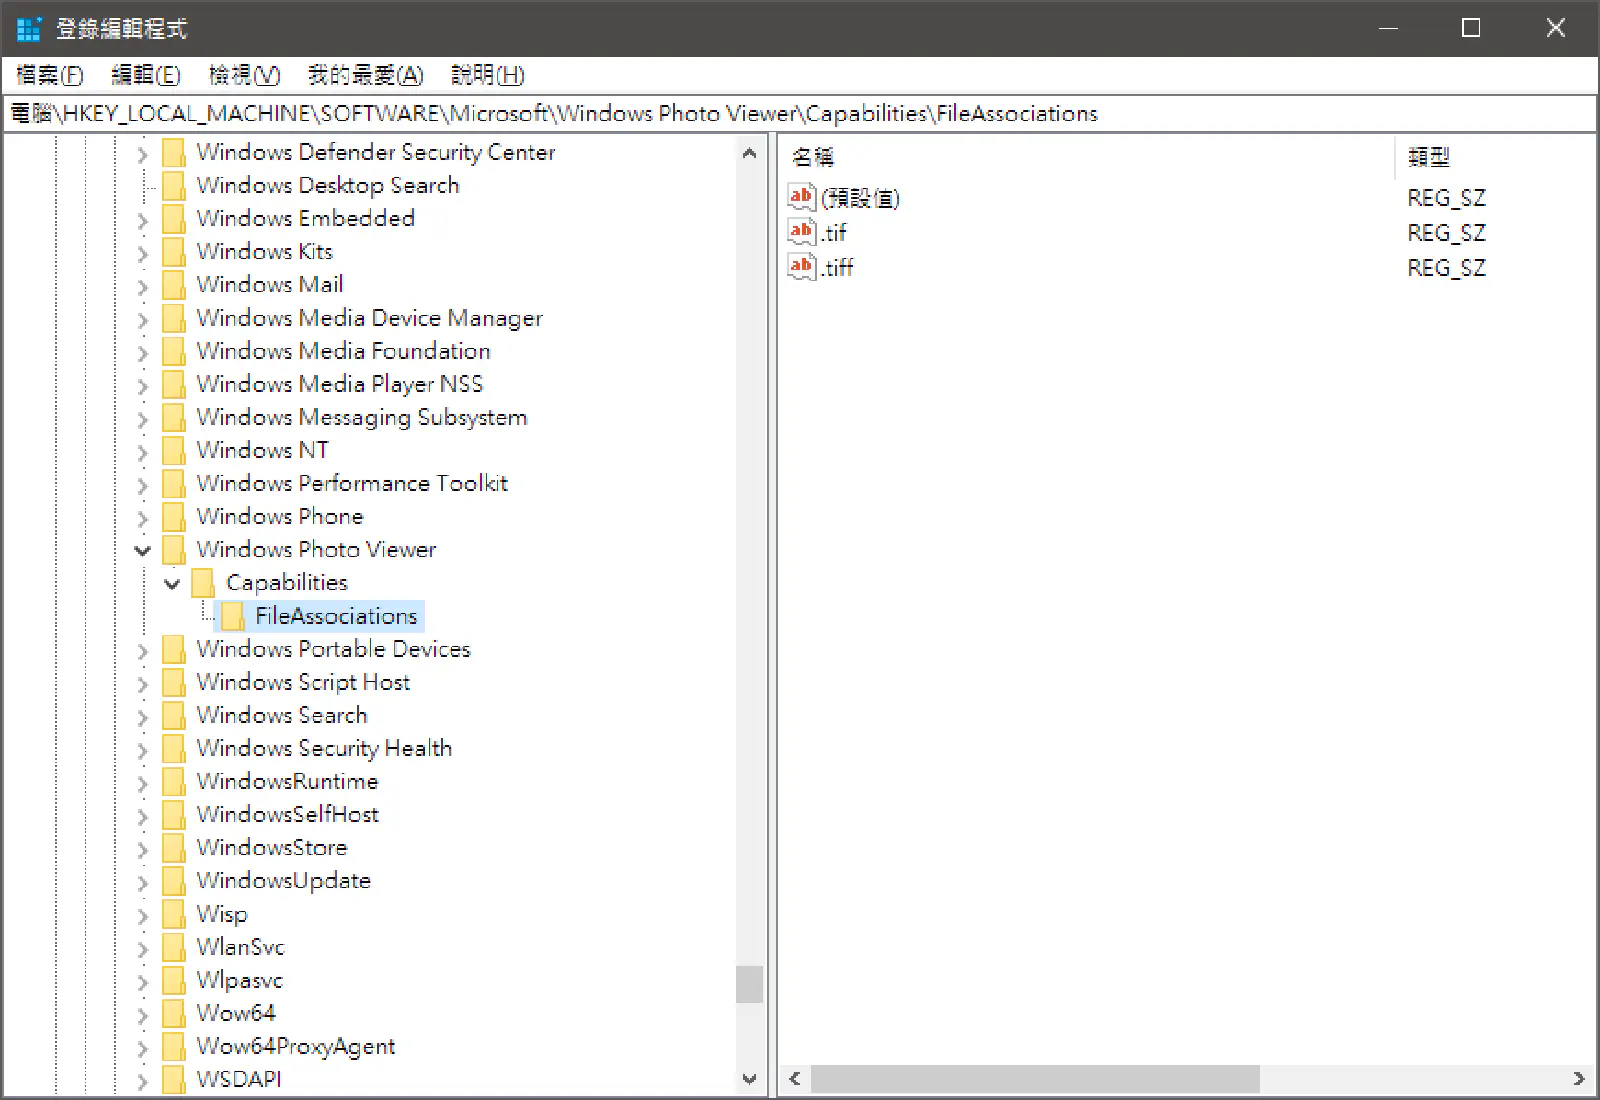 登錄編輯程式
檔案(F) 編輯(E) 檢視(V) 我的最愛(A) 說明(H)
電腦\HKEY_LOCAL_MACHINE\SOFTWARE\Microsoft\Windows Photo Viewer\Capabilities\FileAssociations
Windows Defender Security Center
Windows Desktop Search
Windows Embedded
Windows Kits
Windows Mail
Windows Media Device Manager
Windows Media Foundation
Windows Media Player NSS
Windows Messaging Subsystem
Windows NT
Windows Performance Toolkit
Windows Phone
Windows Photo Viewer
Capabilities
FileAssociations
Windows Portable Devices
Windows Script Host
Windows Search
Windows Security Health
WindowsRuntime
WindowsSelfHost
WindowsStore
WindowsUpdate
Wisp
WlanSvc
Wlpasvc
Wow64
Wow64ProxyAgent
WSDAPI
名稱 類型
ab (預設值) REG_SZ
ab .tif REG_SZ
ab .tiff REG_SZ